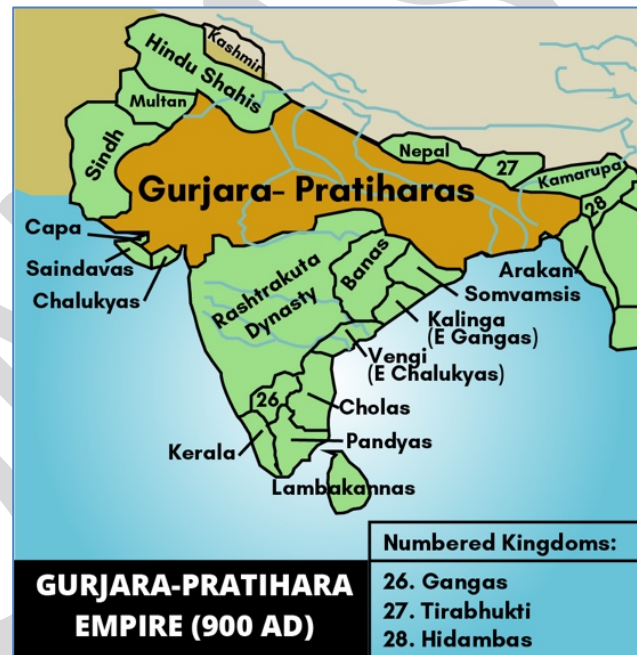 Kashmir
Hindu Shahis
Multan
Sindh
Nepal
27
Kamarupa
28
Gurjara- Pratiharas
Capa
Saindavas
Chalukyas
Rashtrakuta
Dynasty
Banas
Arakan
Somvamsis
Kalinga
(E Gangas)
Vengi
(E Chalukyas)
26
Cholas
Kerala
Pandyas
Lambakannas
Numbered Kingdoms:
26. Gangas
27. Tirabhukti
28. Hidambas
GURJARA-PRATIHARA
EMPIRE (900 AD)